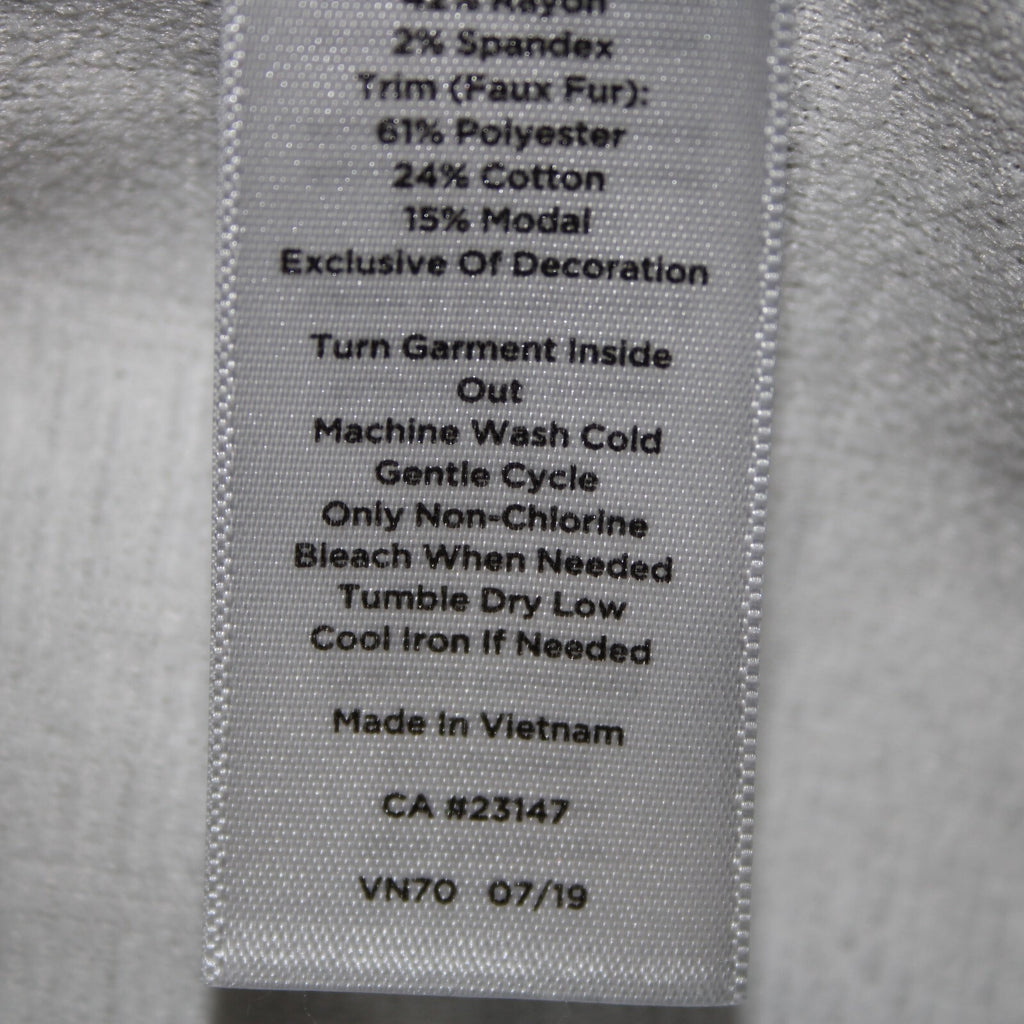 42% Rayon
2% Spandex
Trim (Faux Fur):
61% Polyester
24% Cotton
15% Modal
Exclusive Of Decoration
Turn Garment Inside
Out
Machine Wash Cold
Gentle Cycle
Only Non-Chlorine
Bleach When Needed
Tumble Dry Low
Cool Iron If Needed
Made In Vietnam
CA #23147
VN70 07/19